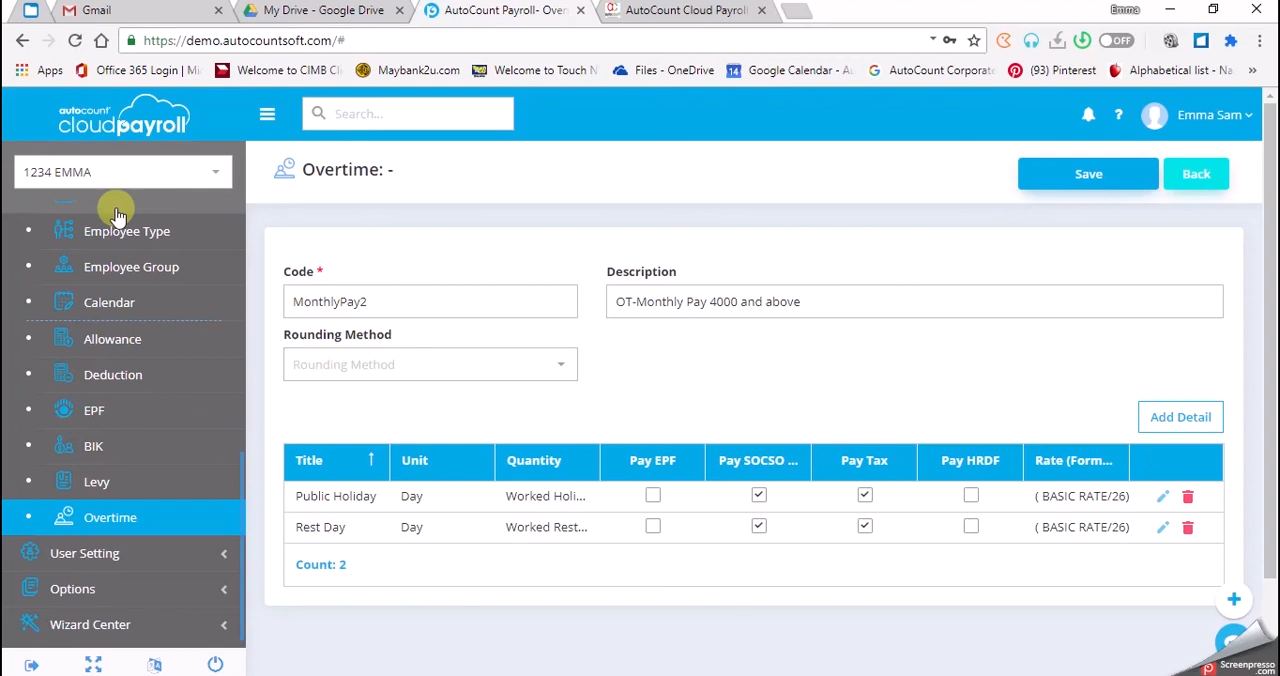 Gmail
My Drive - Google Drive
AutoCount Payroll- Over
AutoCount Cloud Payroll
Emma
https://demo.autocountsoft.com/#
OFF
Apps
Office 365 Login | Mi
Welcome to CIMB Cli
Maybank2u.com
Welcome to Touch N
Files - OneDrive
14
Google Calendar - Au
AutoCount Corporate
(93) Pinterest
Alphabetical list - Na
»
autocount
cloudpayroll
Search...
?
Emma Sam
1234 EMMA
Overtime: -
Save
Back
Employee Type
Employee Group
Calendar
Allowance
Deduction
EPF
BIK
Levy
Overtime
User Setting
Options
Wizard Center
Code *
Description
MonthlyPay2
OT-Monthly Pay 4000 and above
Rounding Method
Rounding Method
Add Detail
Title Unit Quantity Pay EPF Pay SOCSO ... Pay Tax Pay HRDF Rate (Form...
Public Holiday Day Worked Holi... ( BASIC RATE/26)
Rest Day Day Worked Rest... ( BASIC RATE/26)
Count: 2
Screenpresso
.com